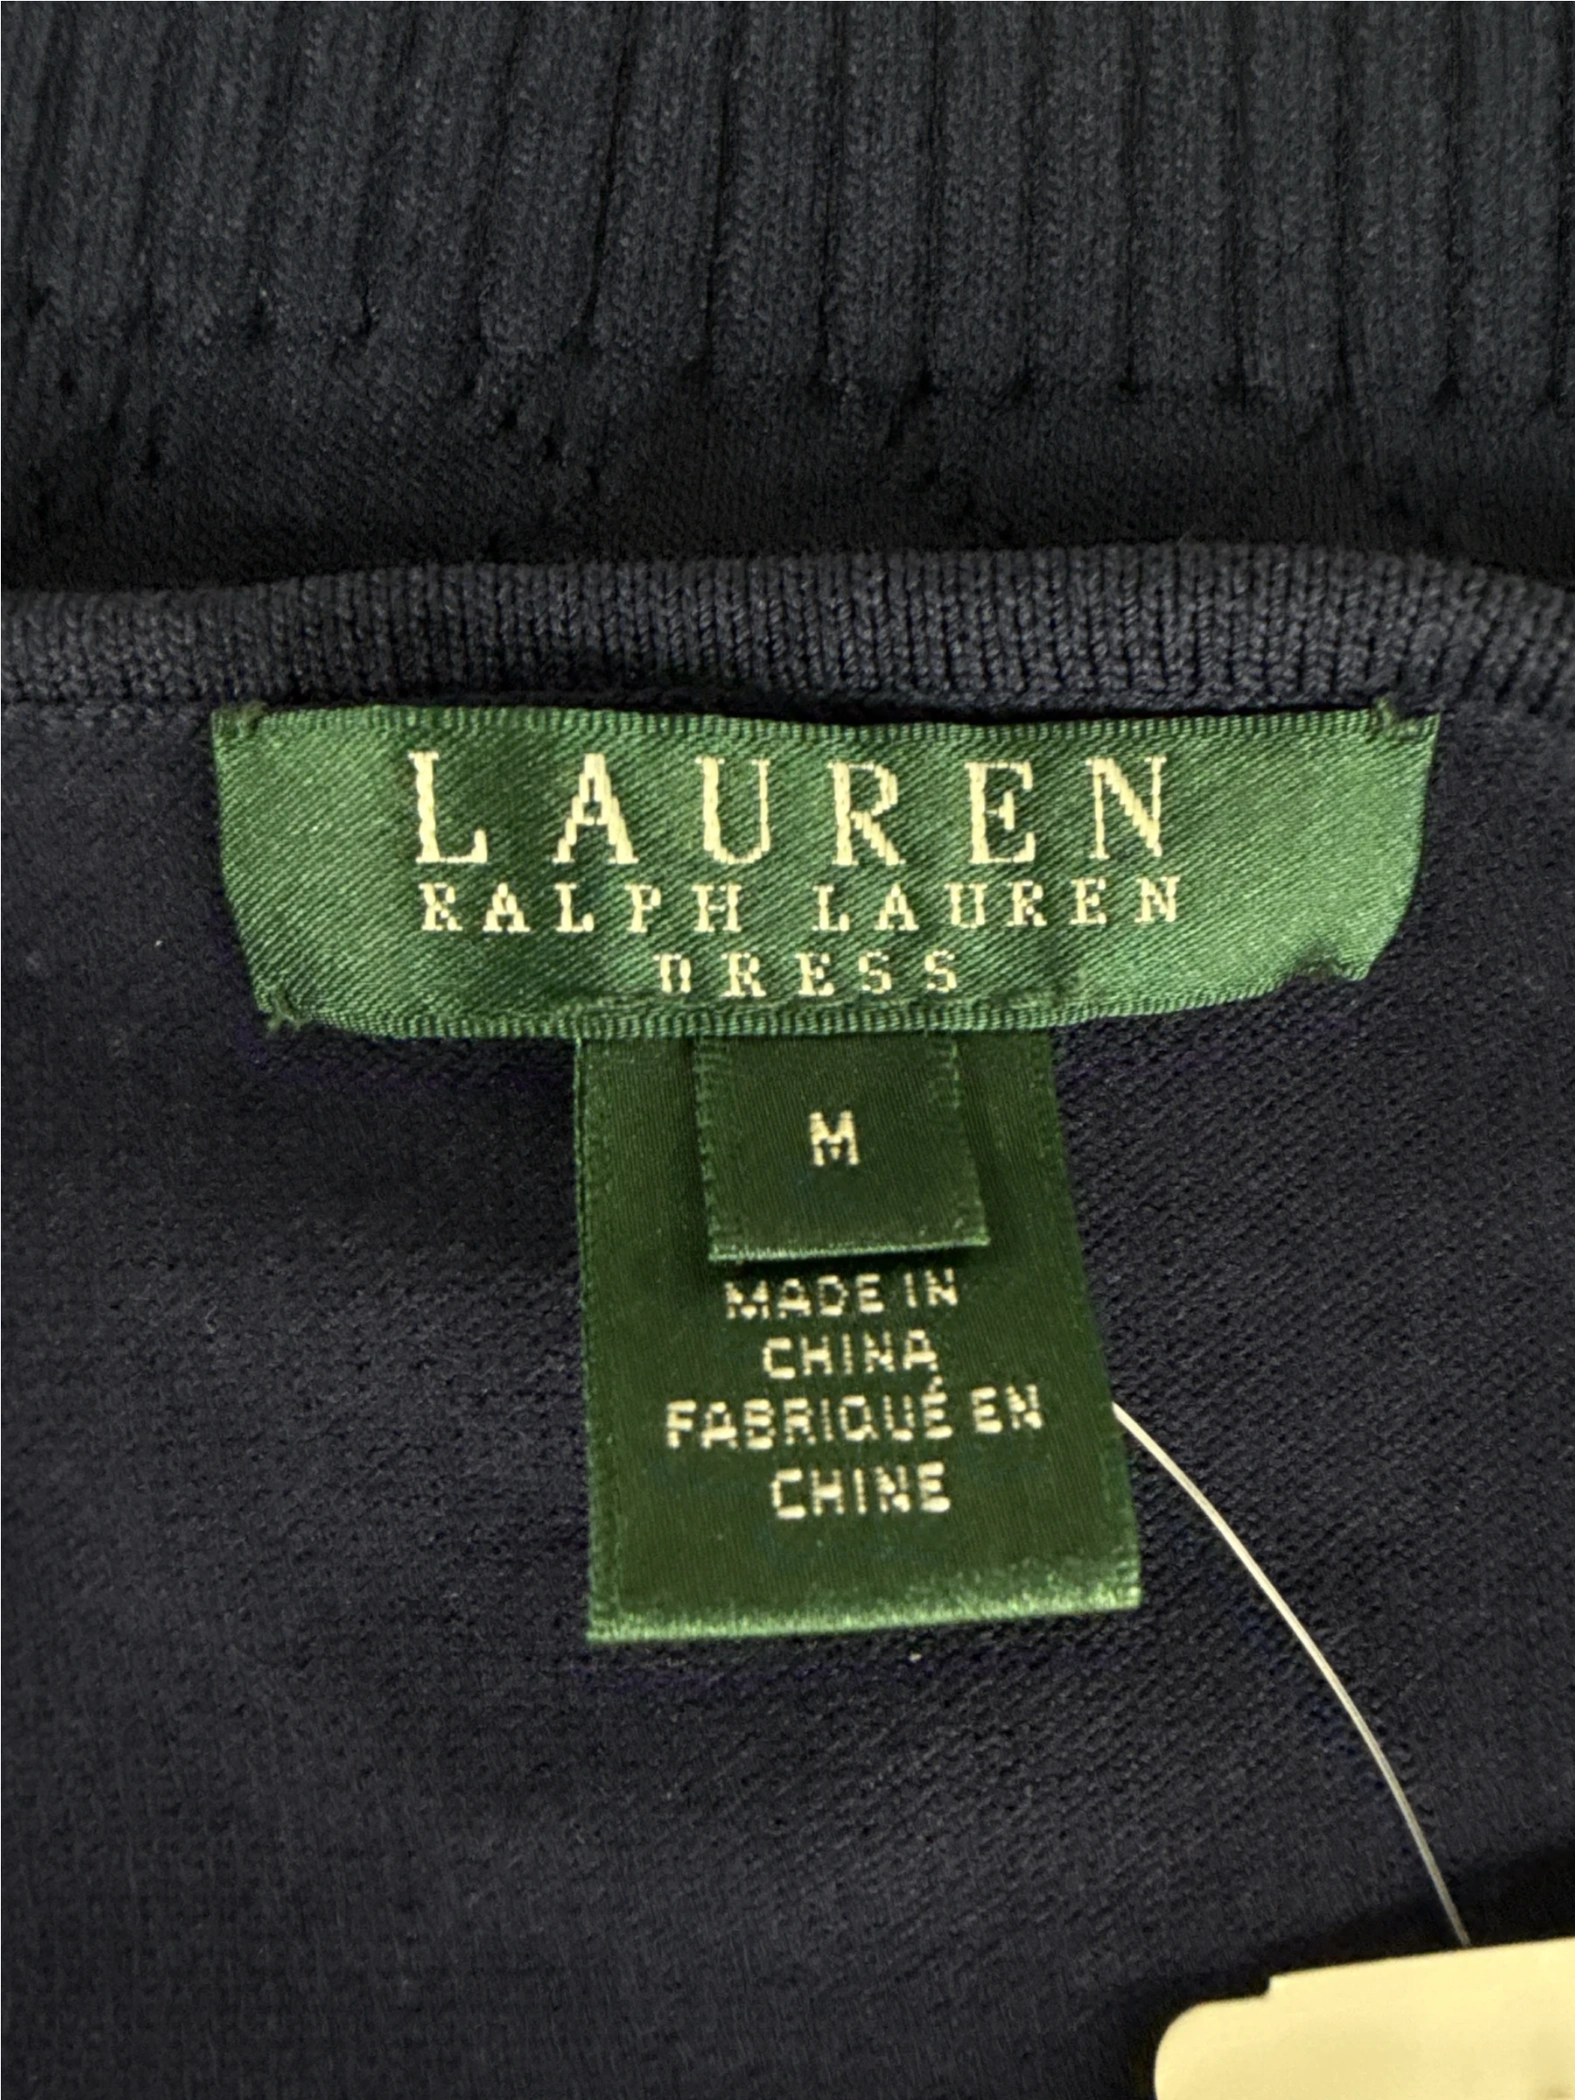 LAUREN
RALPH LAUREN
DRESS
M
MADE IN
CHINA
FABRIQUÉ EN
CHINE